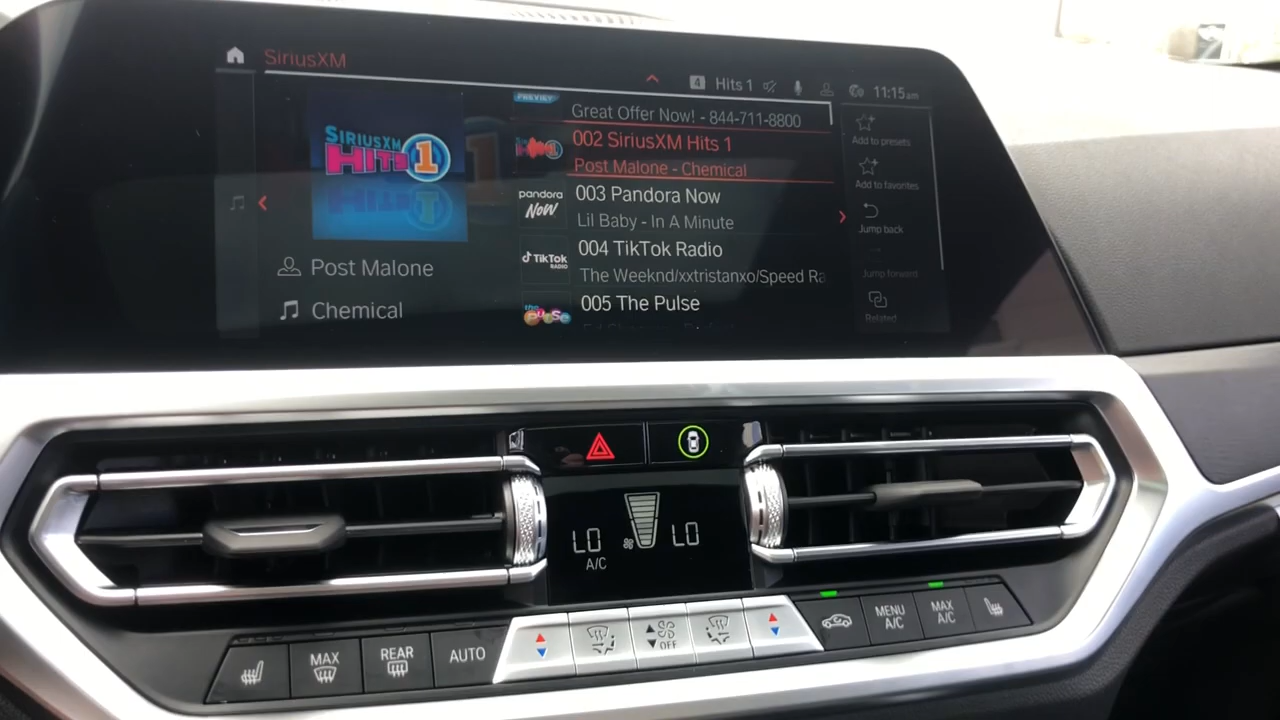 SiriusXM
4 Hits 1 11:15 am
SIRIUSXM
HITS 1
Post Malone
Chemical
PREVIEW
Great Offer Now! - 844-711-8800
002 SiriusXM Hits 1
Post Malone - Chemical
pandora
NOW
003 Pandora Now
Lil Baby - In A Minute
TikTok
RADIO
004 TikTok Radio
The Weeknd/xxtristanxo/Speed Ra
the
pulse
005 The Pulse
Add to presets
Add to favorites
Jump back
Jump forward
Related
LO
A/C
LO
MAX
REAR
AUTO
OFF
MENU
A/C
MAX
A/C